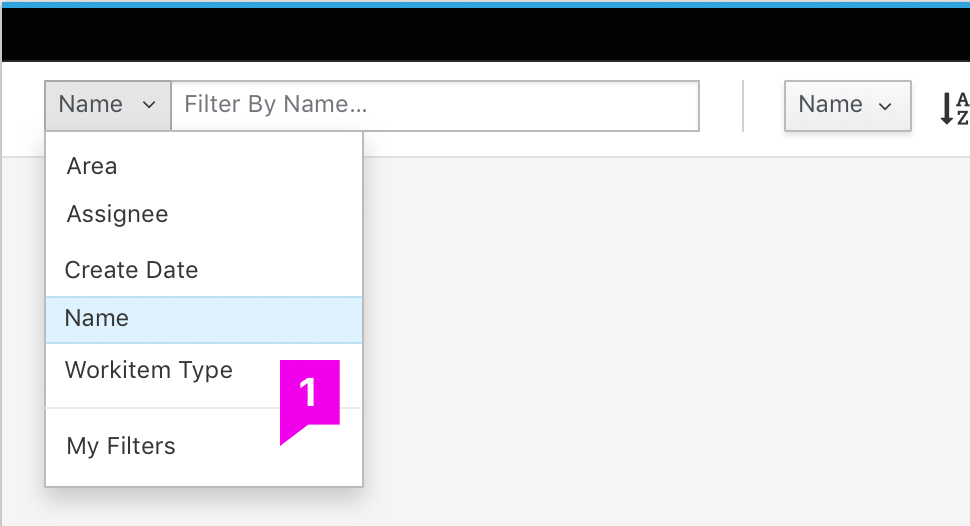 Name Filter By Name... Name A
Z
Area
Assignee
Create Date
Name
Workitem Type
1
My Filters